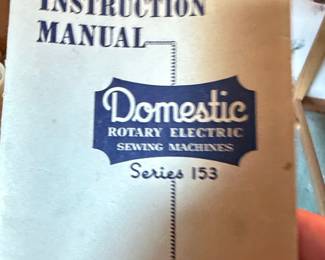 INSTRUCTION
MANUAL
Domestic
ROTARY ELECTRIC
SEWING MACHINES
Series 153